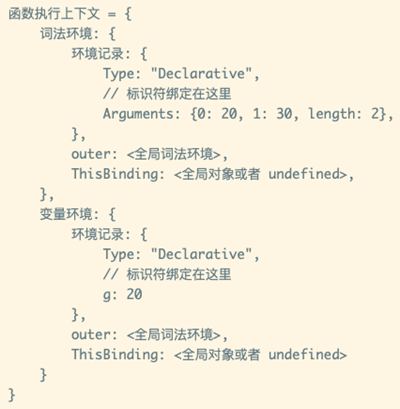 函数执行上下文 = {
    词法环境: {
        环境记录: {
            Type: "Declarative",
            // 标识符绑定在这里
            Arguments: {0: 20, 1: 30, length: 2},
        },
        outer: <全局词法环境>,
        ThisBinding: <全局对象或者 undefined>,
    },
    变量环境: {
        环境记录: {
            Type: "Declarative",
            // 标识符绑定在这里
            g: 20
        },
        outer: <全局词法环境>,
        ThisBinding: <全局对象或者 undefined>
    }
}